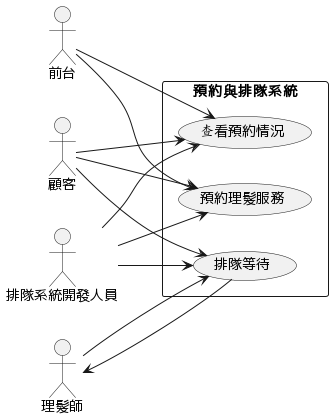 前台
預約與排隊系統
查看預約情況
顧客
預約理髮服務
排隊等待
排隊系統開發人員
理髮師